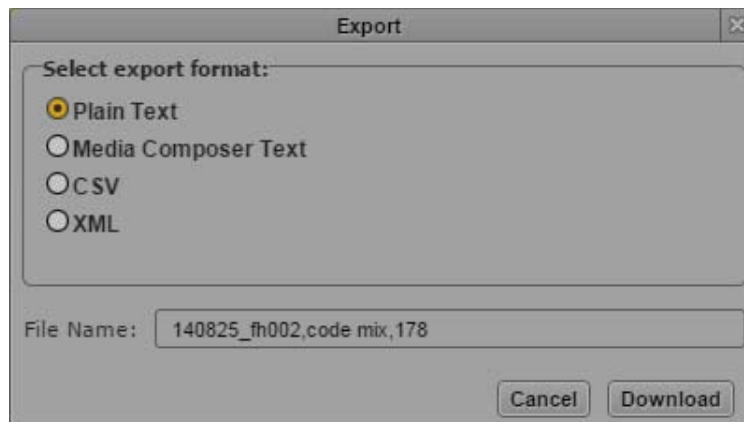 Export
Select export format:
Plain Text
Media Composer Text
CSV
XML
File Name: 140825_fh002,code mix,178
Cancel Download